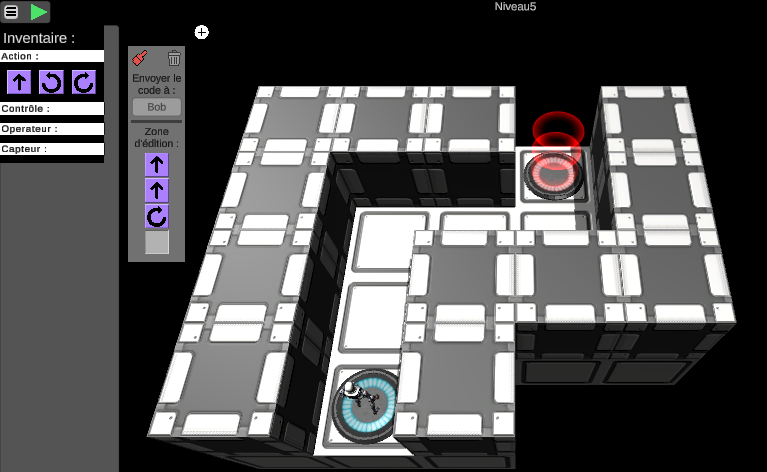 Niveau5
Inventaire :
Action :
Contrôle :
Operateur :
Capteur :
Envoyer le
code à :
Bob
Zone
d'édition :